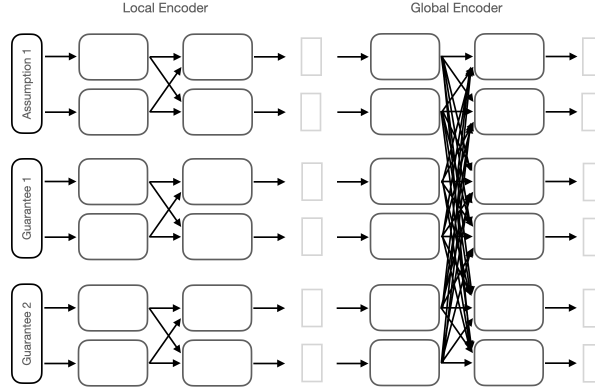 Local Encoder
Global Encoder
Assumption 1
Guarantee 1
Guarantee 2